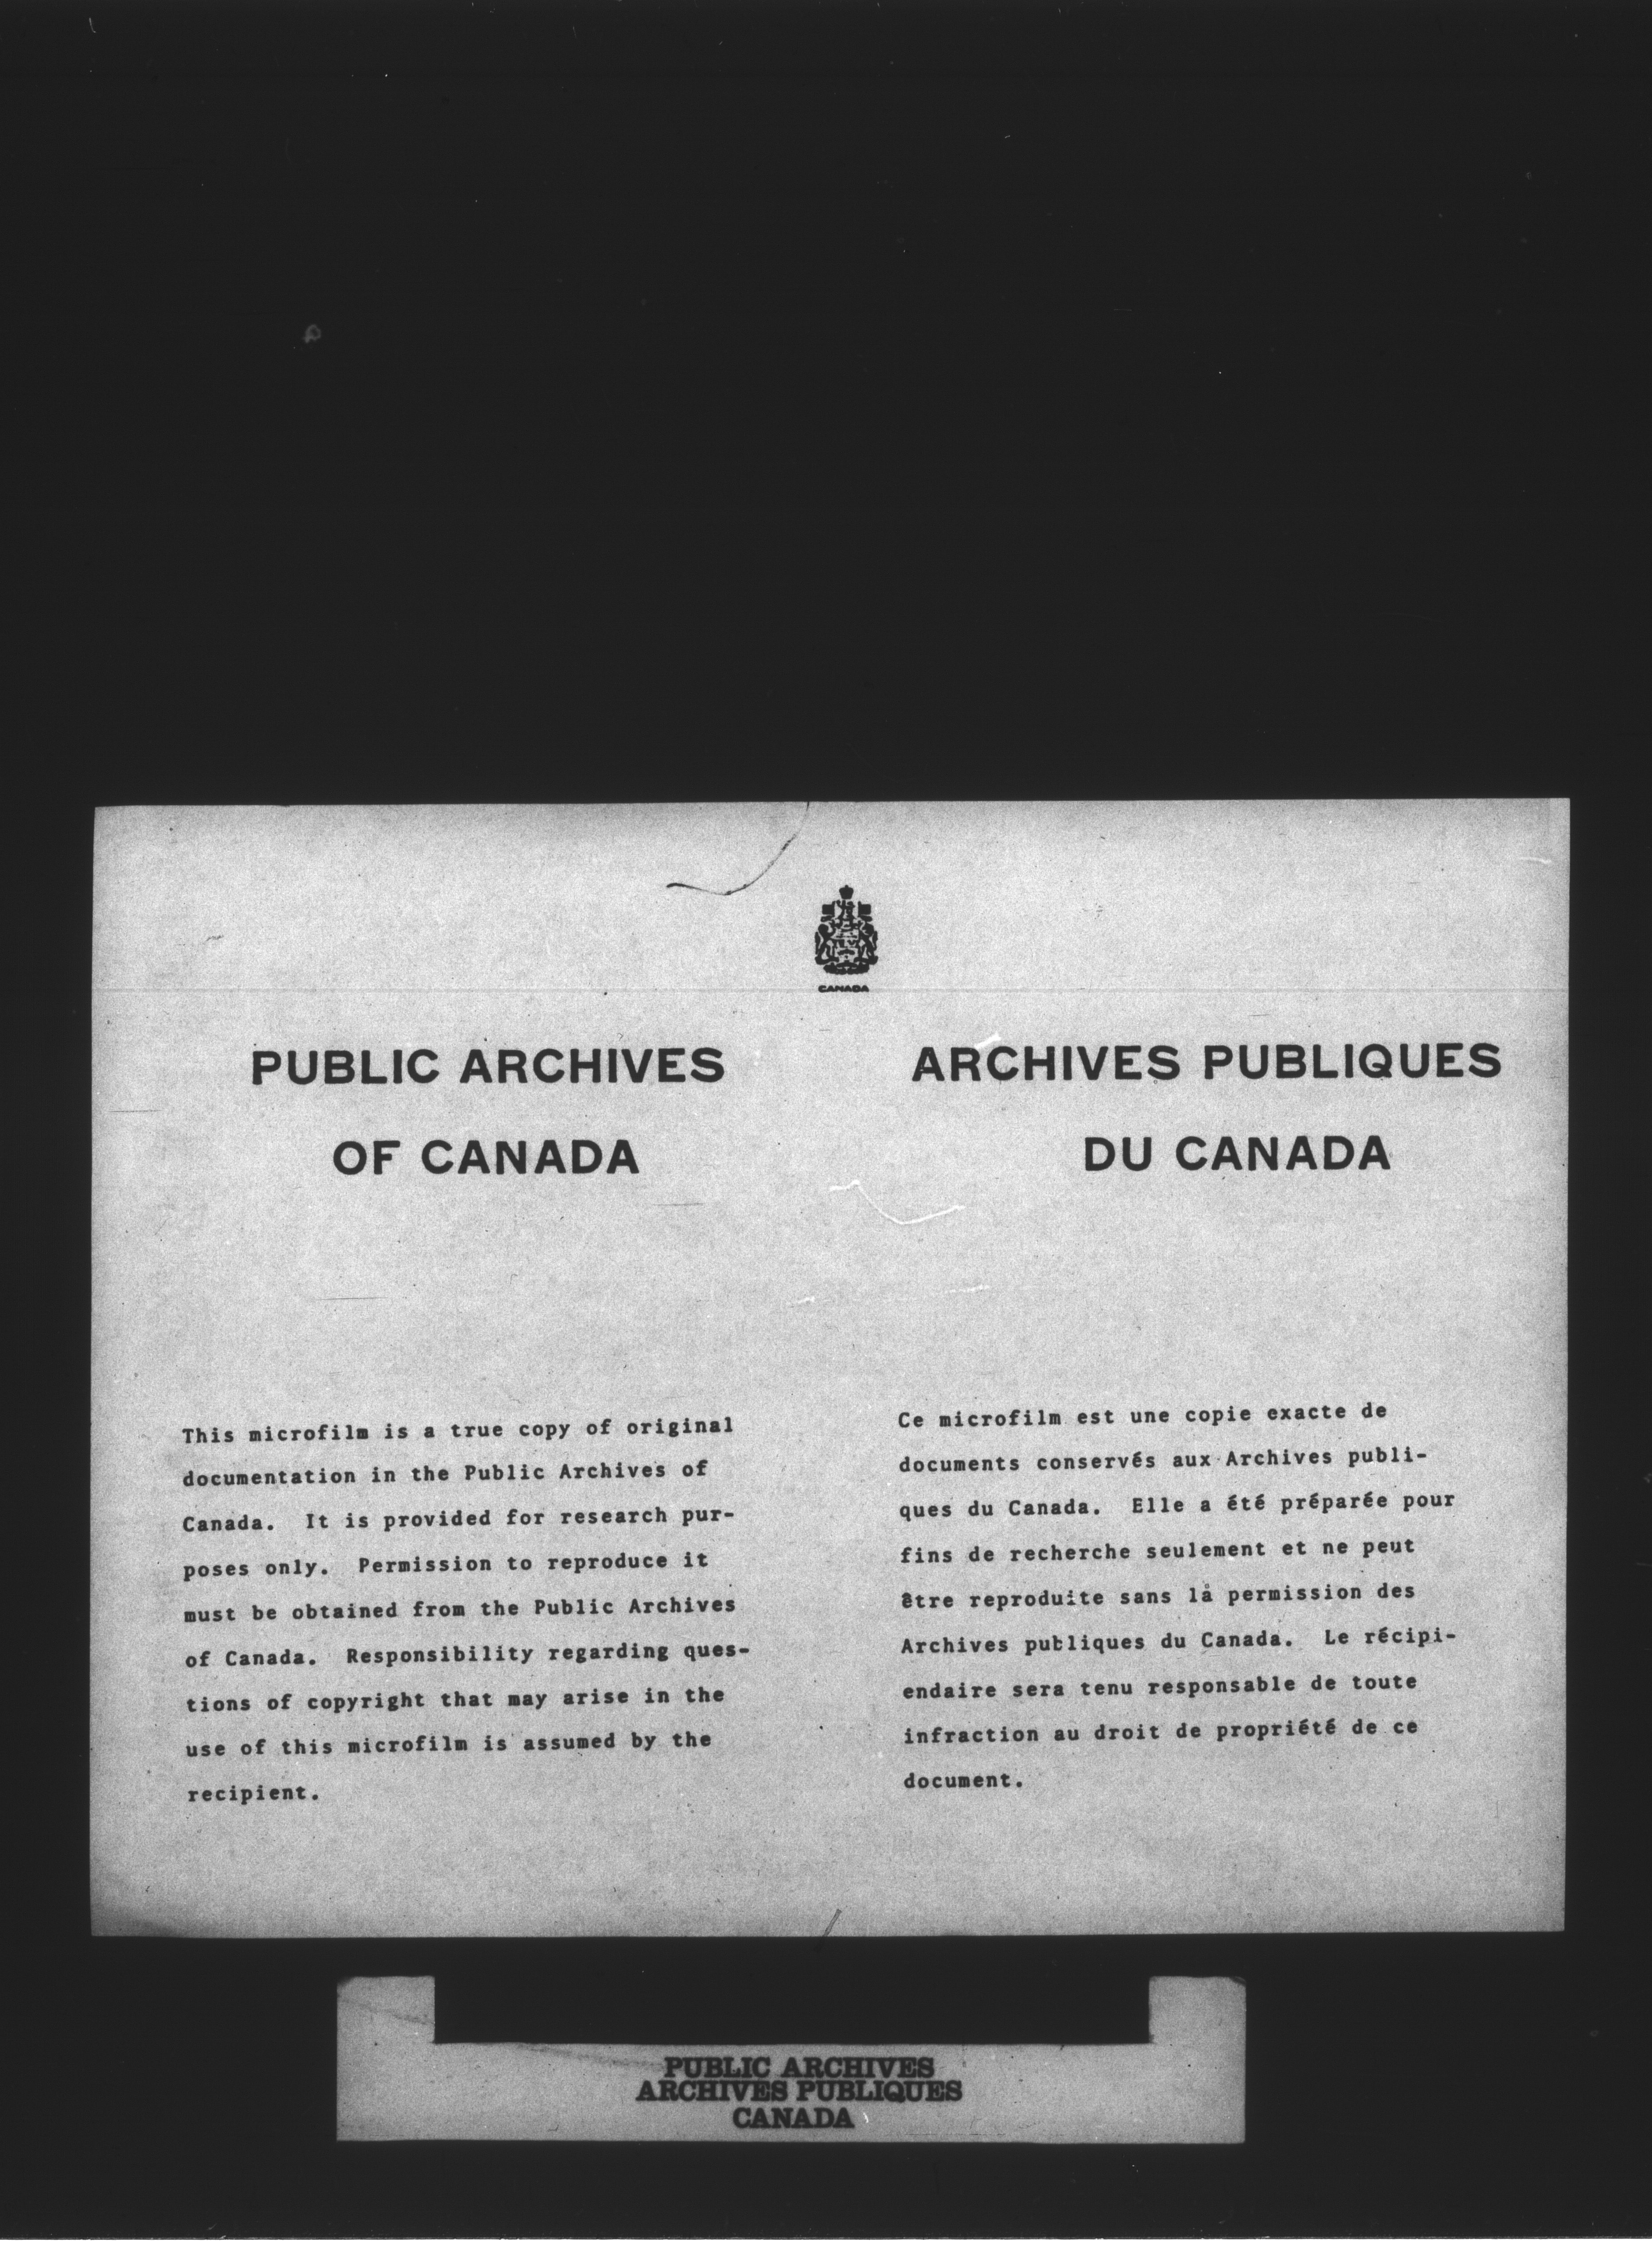 CANADA
PUBLIC ARCHIVES
OF CANADA
This microfilm is a true copy of original
documentation in the Public Archives of
Canada.  It is provided for research pur-
poses only.  Permission to reproduce it
must be obtained from the Public Archives
of Canada.  Responsibility regarding ques-
tions of copyright that may arise in the
use of this microfilm is assumed by the
recipient.
ARCHIVES PUBLIQUES
DU CANADA
Ce microfilm est une copie exacte de
documents conservés aux Archives publi-
ques du Canada.  Elle a été préparée pour
fins de recherche seulement et ne peut
être reproduite sans la permission des
Archives publiques du Canada.  Le récipi-
endaire sera tenu responsable de toute
infraction au droit de propriété de ce
document.
PUBLIC ARCHIVES
ARCHIVES PUBLIQUES
CANADA